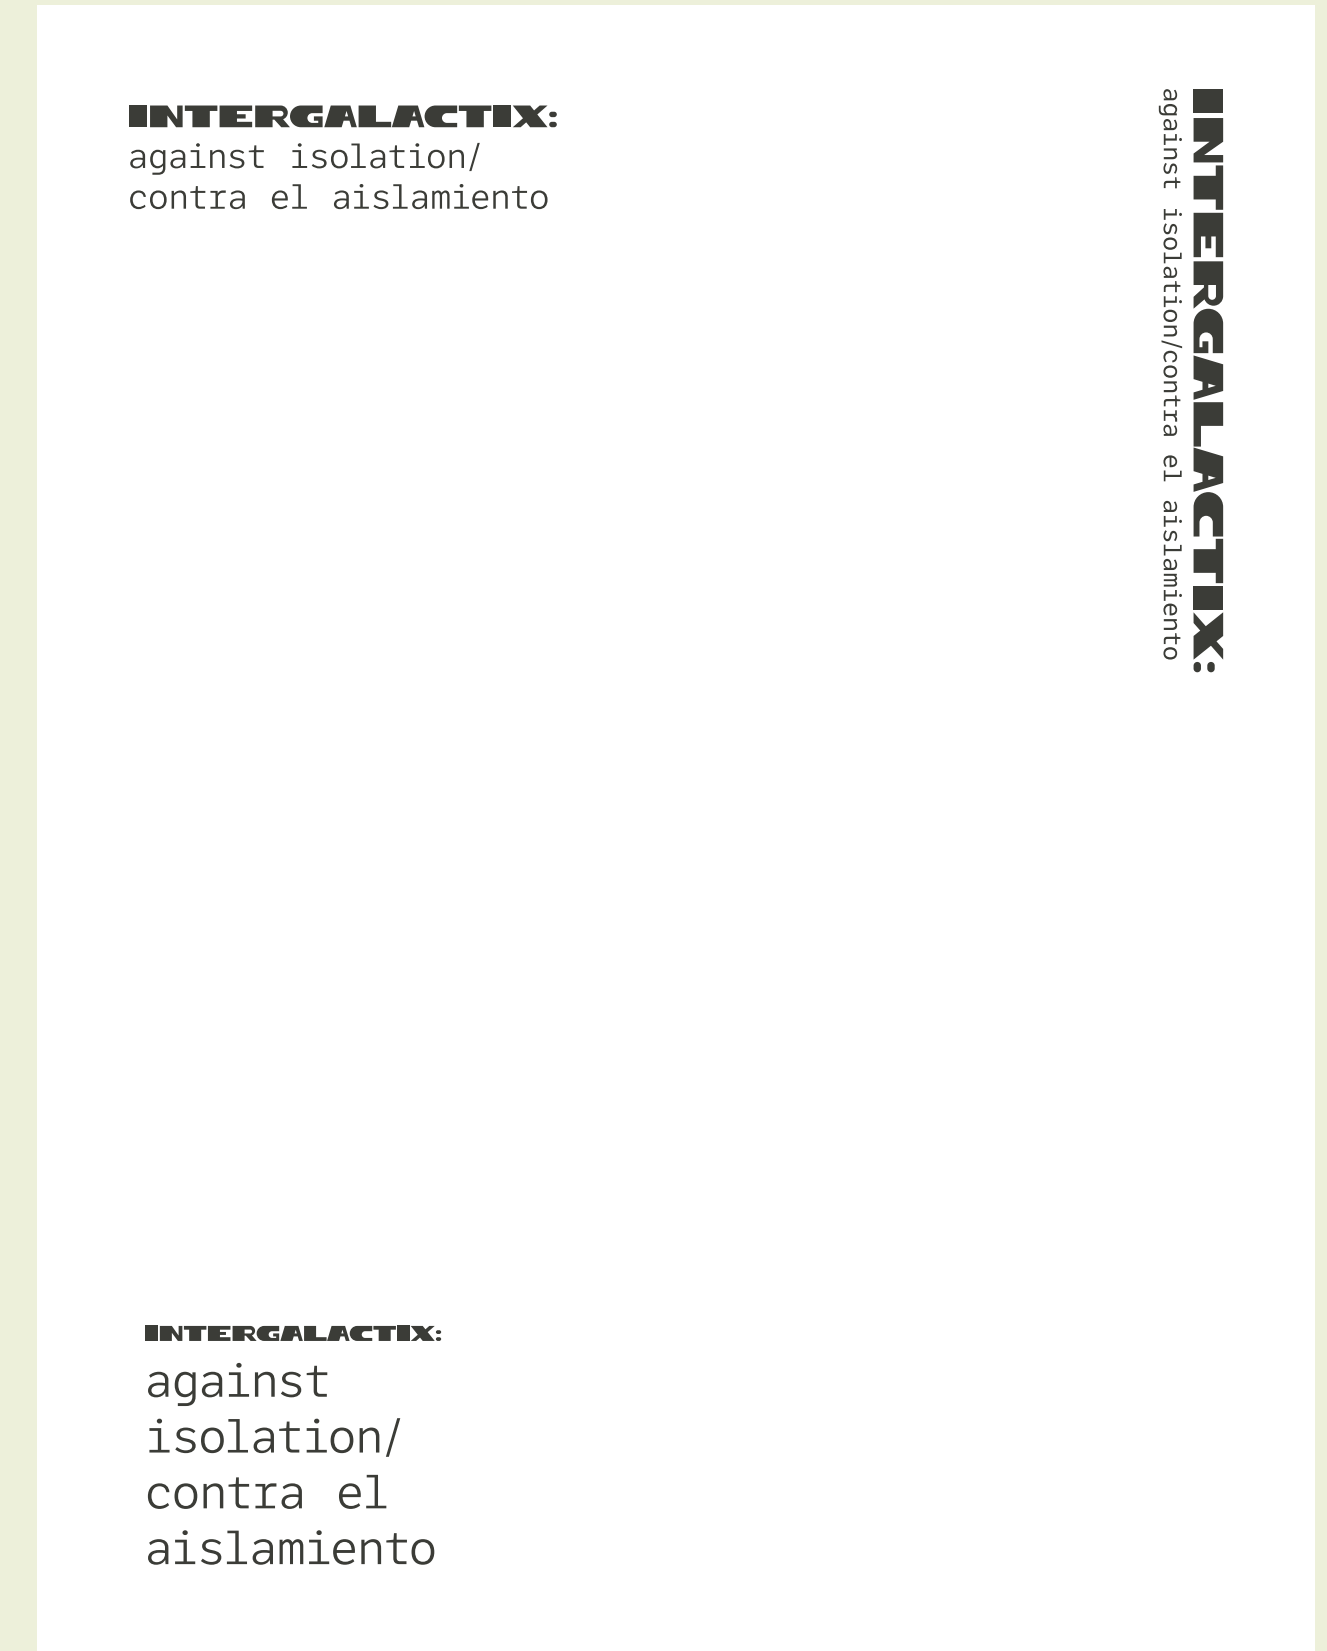 INTERGALACTIX:
against isolation/
contra el aislamiento
INTERGALACTIX:
against isolation/contra el aislamiento
INTERGALACTIX:
against
isolation/
contra el
aislamiento